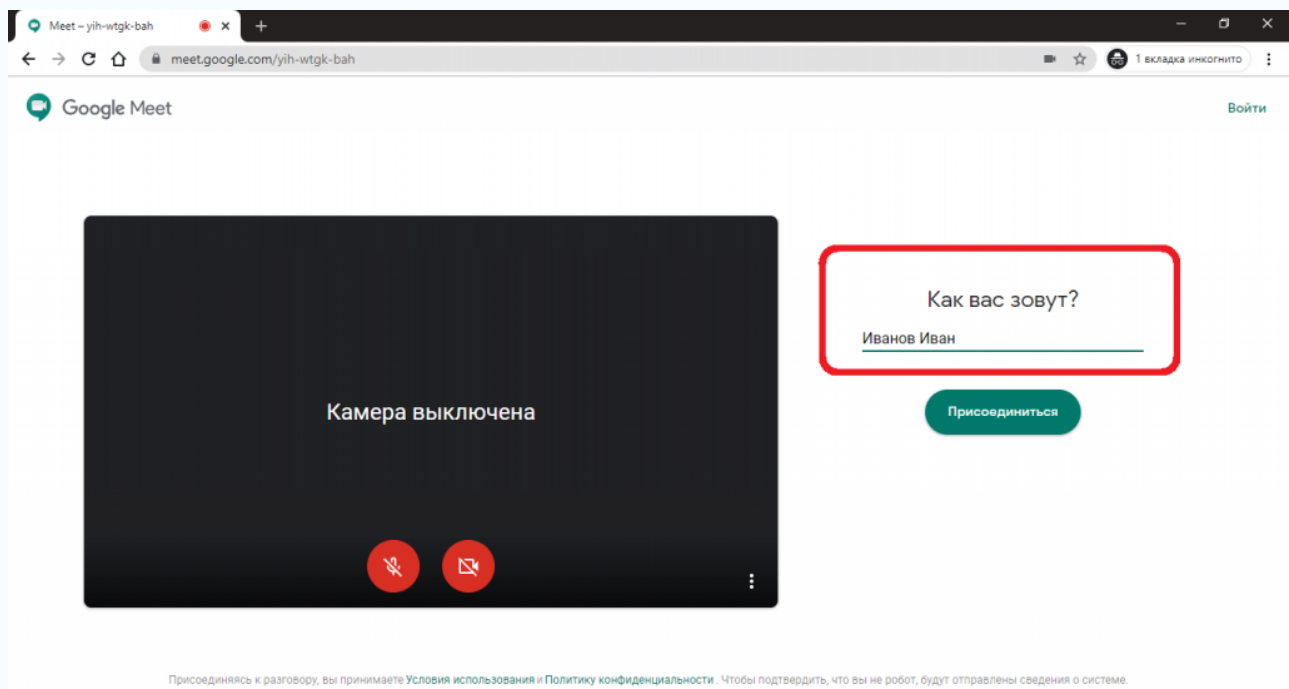 Meet – yih-wtgk-bah
meet.google.com/yih-wtgk-bah
1 вкладка инкогнито
Google Meet
Войти
Как вас зовут?
Иванов Иван
Камера выключена
Присоединиться
Присоединяясь к разговору, вы принимаете Условия использования и Политику конфиденциальности. Чтобы подтвердить, что вы не робот, будут отправлены сведения о системе.